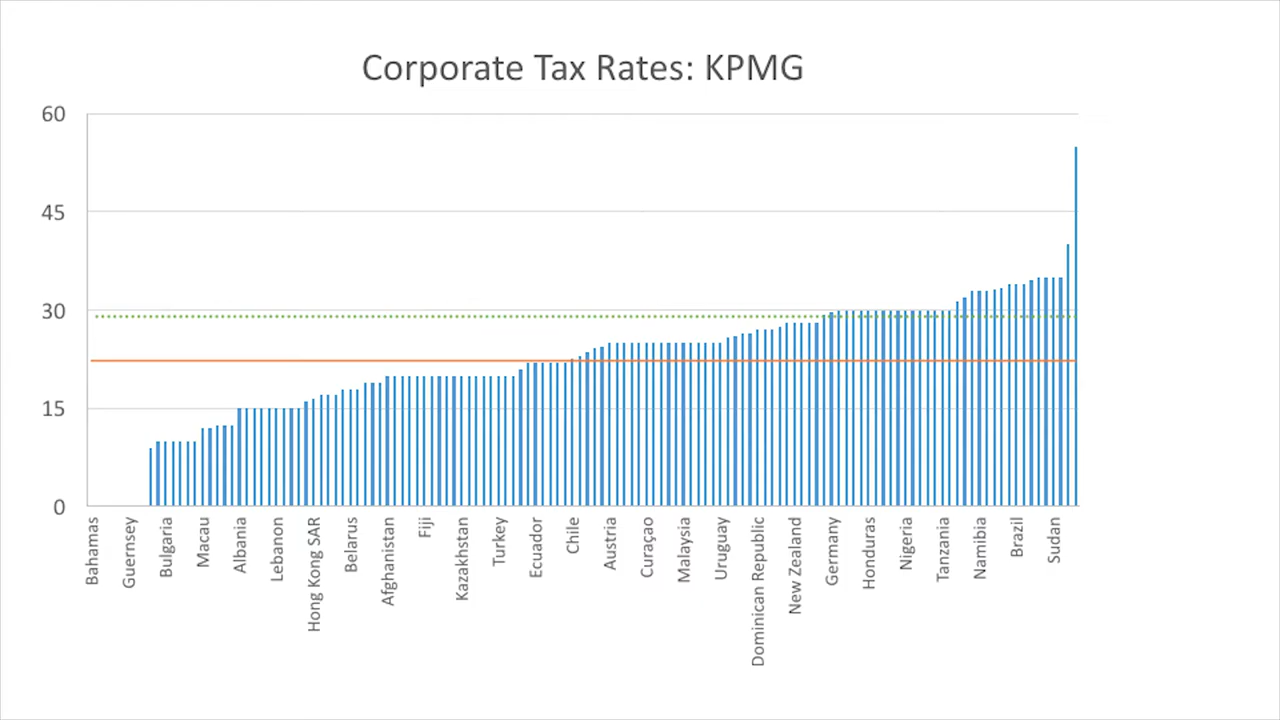 Corporate Tax Rates: KPMG
60
45
30
15
0
Bahamas
Guernsey
Bulgaria
Macau
Albania
Lebanon
Hong Kong SAR
Belarus
Afghanistan
Fiji
Kazakhstan
Turkey
Ecuador
Chile
Austria
Curaçao
Malaysia
Uruguay
Dominican Republic
New Zealand
Germany
Honduras
Nigeria
Tanzania
Namibia
Brazil
Sudan